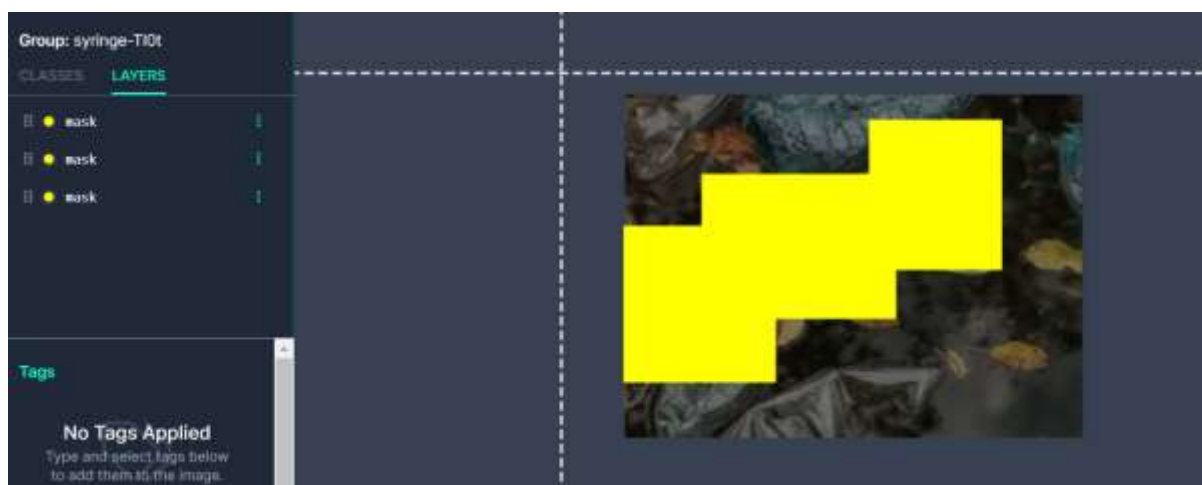 Group: syringe-TI0t
CLASSES LAYERS
mask
mask
mask
Tags
No Tags Applied
Type and select tags below
to add them to the image.